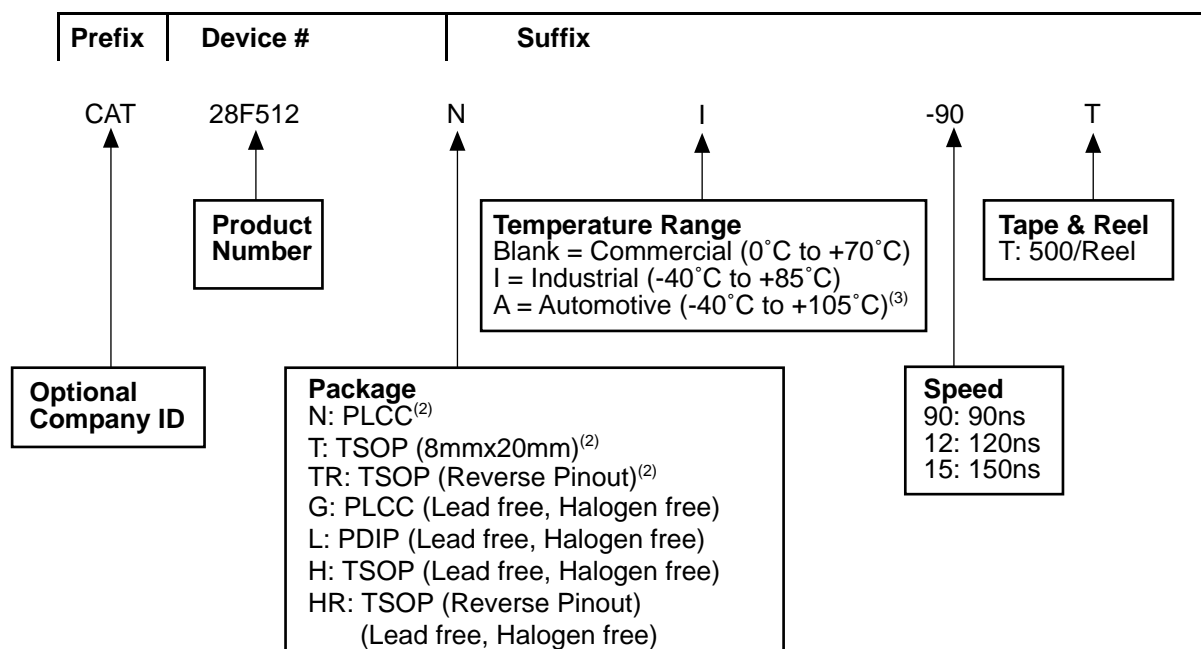 Prefix Device # Suffix
CAT 28F512 N I -90 T
Product
Number
Temperature Range
Blank = Commercial (0˚C to +70˚C)
I = Industrial (-40˚C to +85˚C)
A = Automotive (-40˚C to +105˚C)(3)
Tape & Reel
T: 500/Reel
Optional
Company ID
Package
N: PLCC(2)
T: TSOP (8mmx20mm)(2)
TR: TSOP (Reverse Pinout)(2)
G: PLCC (Lead free, Halogen free)
L: PDIP (Lead free, Halogen free)
H: TSOP (Lead free, Halogen free)
HR: TSOP (Reverse Pinout)
(Lead free, Halogen free)
Speed
90: 90ns
12: 120ns
15: 150ns